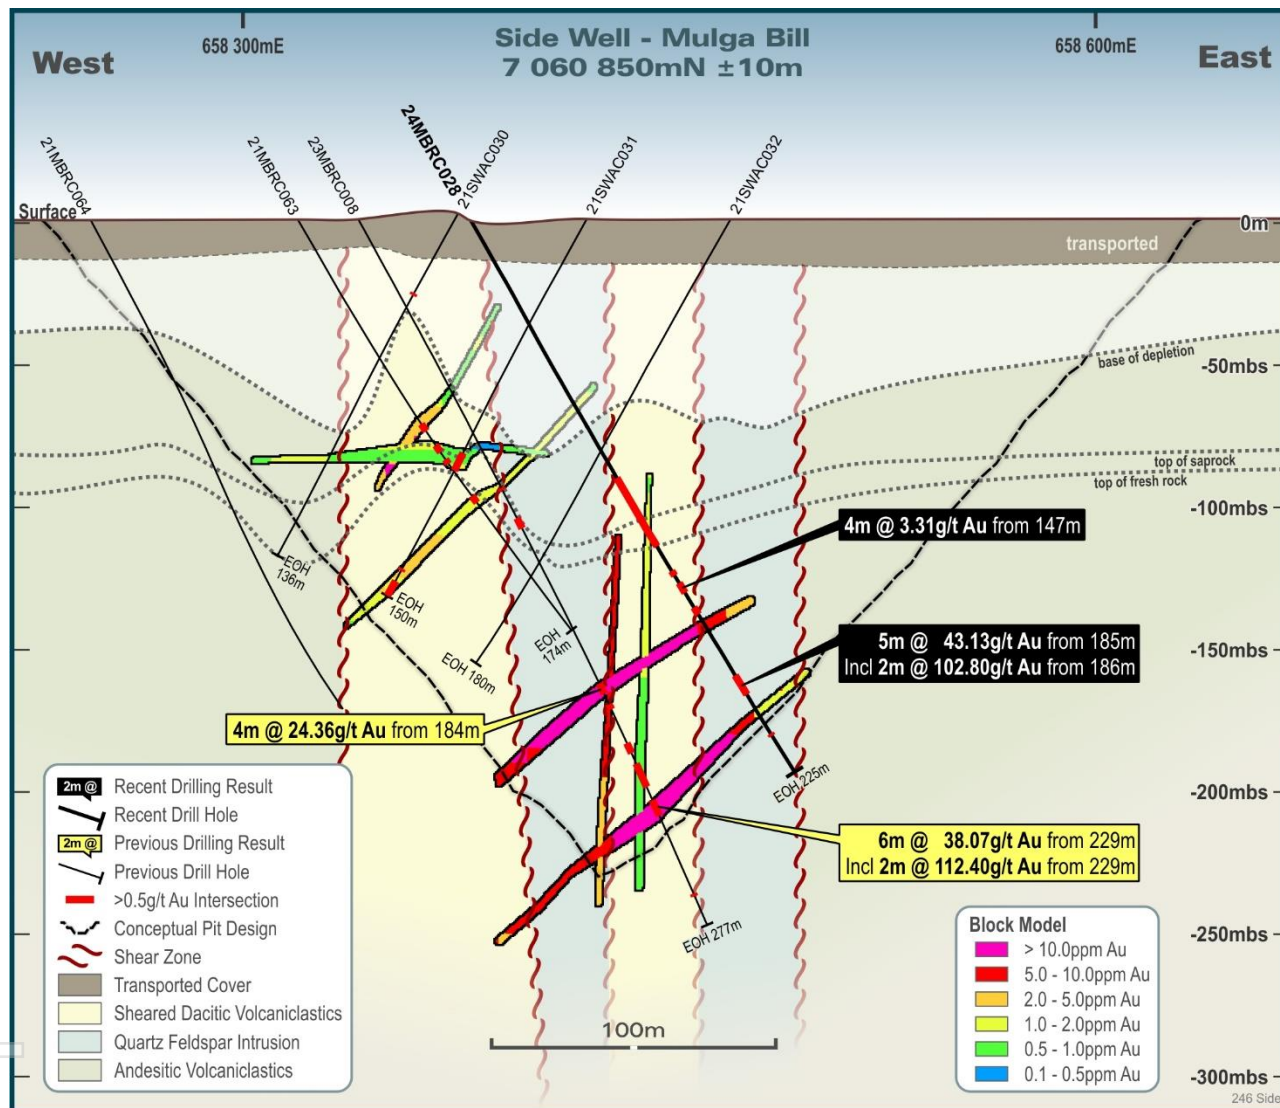 Side Well - Mulga Bill
7 060 850mN ±10m
West
East
658 300mE
658 600mE
21MBRC064
21MBRC063
23MBRC008
24MBRC028
21SWAC030
21SWAC031
21SWAC032
Surface
transported
0m
-50mbs
-100mbs
-150mbs
-200mbs
-250mbs
-300mbs
base of depletion
top of saprock
top of fresh rock
4m @ 3.31g/t Au from 147m
5m @ 43.13g/t Au from 185m
Incl 2m @ 102.80g/t Au from 186m
4m @ 24.36g/t Au from 184m
6m @ 38.07g/t Au from 229m
Incl 2m @ 112.40g/t Au from 229m
EOH
136m
EOH
150m
EOH
174m
EOH 180m
EOH 225m
EOH 277m
100m
2m @ Recent Drilling Result
Recent Drill Hole
2m @ Previous Drilling Result
Previous Drill Hole
>0.5g/t Au Intersection
Conceptual Pit Design
Shear Zone
Transported Cover
Sheared Dacitic Volcaniclastics
Quartz Feldspar Intrusion
Andesitic Volcaniclastics
Block Model
> 10.0ppm Au
5.0 - 10.0ppm Au
2.0 - 5.0ppm Au
1.0 - 2.0ppm Au
0.5 - 1.0ppm Au
0.1 - 0.5ppm Au
246 Side